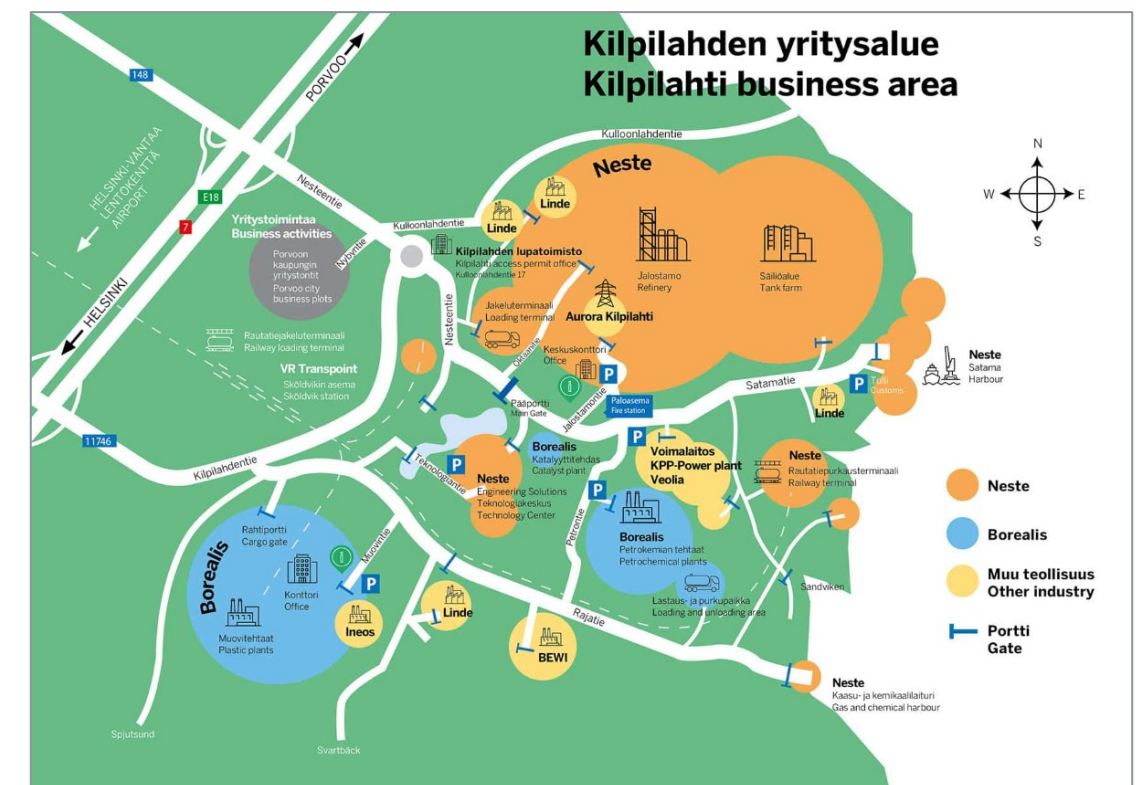 Kilpilahden yritysalue
Kilpilahti business area
148
PORVOO
HELSINKI-VANTAA
LENTOKENTTÄ
AIRPORT
E18
7
HELSINKI
11746
Nesteentie
Kulloonlahdentie
Kulloonlahdentie
Neste
Linde
Linde
N
W
E
S
Yritystoimintaa
Business activities
Porvoon
kaupungin
yritystontit
Porvoo city
business plots
Nybyntie
Kilpilahden lupatoimisto
Kilpilahti access permit office
Kulloonlahdentie 17
Jalostamo
Refinery
Säiliöalue
Tank farm
Jakeluterminaali
Loading terminal
Aurora Kilpilahti
Nesteentie
Oktaanitie
Rautatiejakeluterminaali
Railway loading terminal
VR Transpoint
Sköldvikin asema
Sköldvik station
Keskuskonttori
Office
P
Pääportti
Main Gate
Jalostamontie
Paloasema
Fire station
Satamatie
P
Tulli
Customs
Linde
Neste
Satama
Harbour
Kilpilahdentie
Teknologiantie
P
Neste
Engineering Solutions
Teknologiakeskus
Technology Center
Borealis
Katalyyttitehdas
Catalyst plant
P
Voimalaitos
KPP-Power plant
Veolia
Neste
Rautatiepurkausterminaali
Railway terminal
P
Petrontie
Borealis
Petrokemian tehtaat
Petrochemical plants
Lastaus- ja purkupaikka
Loading and unloading area
Sandviken
Rahtiportti
Cargo gate
Borealis
Konttori
Office
Muovitehtaat
Plastic plants
Muovintie
P
Ineos
Linde
BEWI
Rajatie
Neste
Kaasu- ja kemikaalilaituri
Gas and chemical harbour
Spjutsund
Svartbäck
Neste
Borealis
Muu teollisuus
Other industry
Portti
Gate